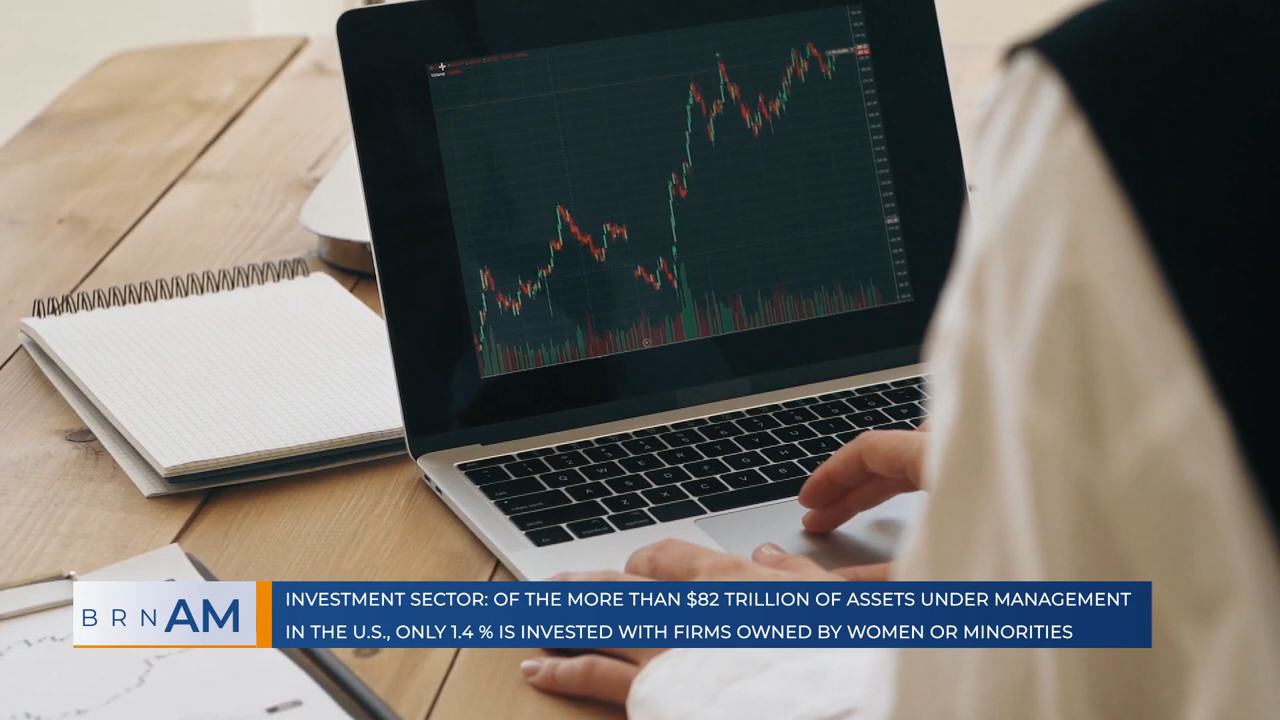 B R N AM
INVESTMENT SECTOR: OF THE MORE THAN $82 TRILLION OF ASSETS UNDER MANAGEMENT
IN THE U.S., ONLY 1.4 % IS INVESTED WITH FIRMS OWNED BY WOMEN OR MINORITIES